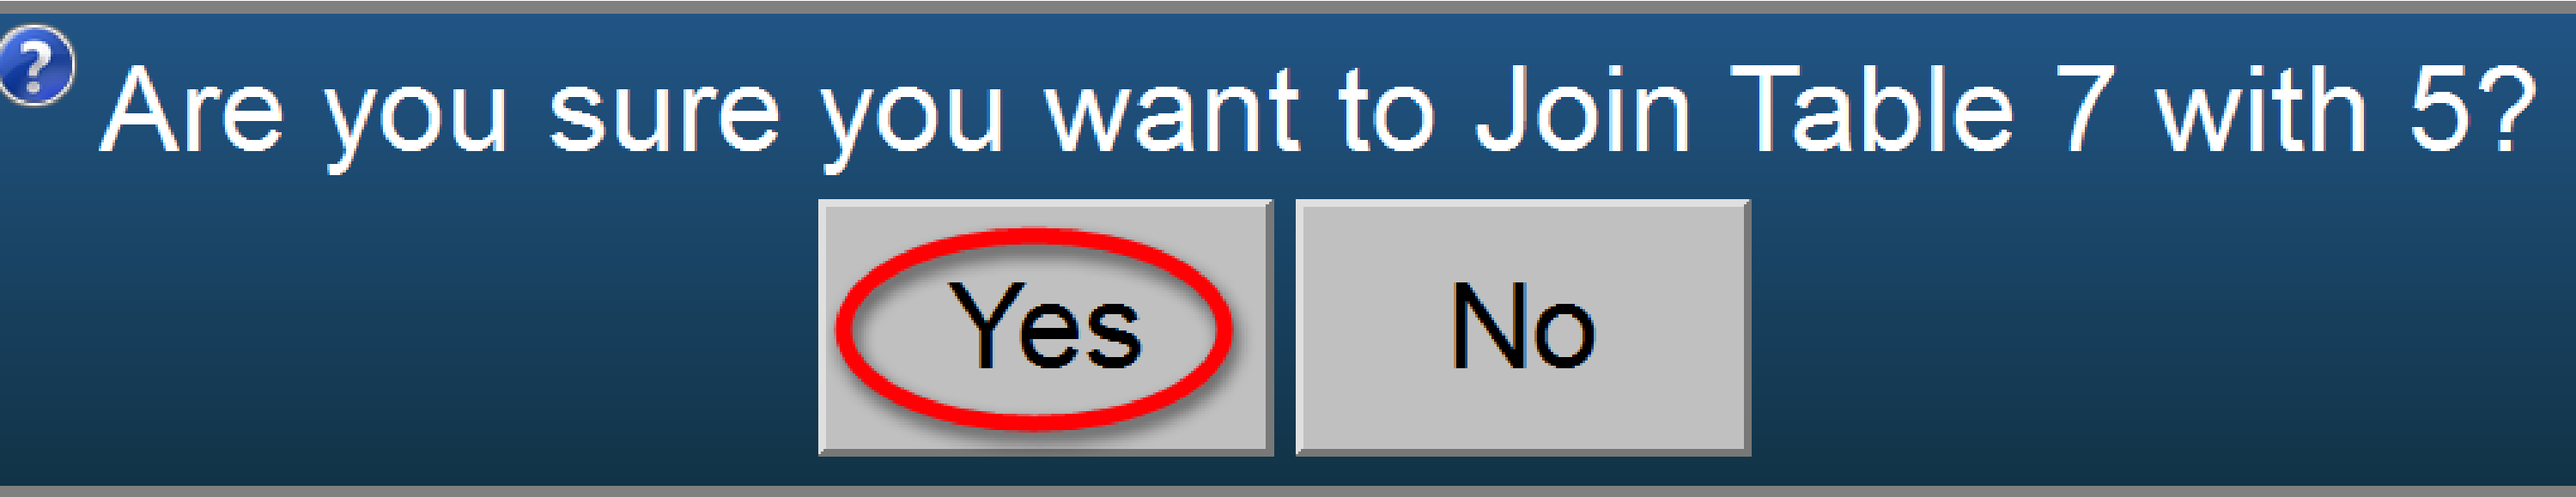 Are you sure you want to Join Table 7 with 5?
Yes No